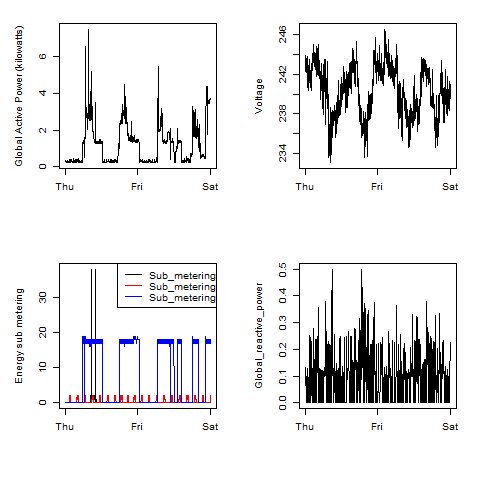 Global Active Power (kilowatts)
0 2 4 6
Thu Fri Sat
Voltage
234 238 242 246
Thu Fri Sat
Energy sub metering
0 10 20 30
Sub_metering
Sub_metering
Sub_metering
Thu Fri Sat
Global_reactive_power
0.0 0.1 0.2 0.3 0.4 0.5
Thu Fri Sat